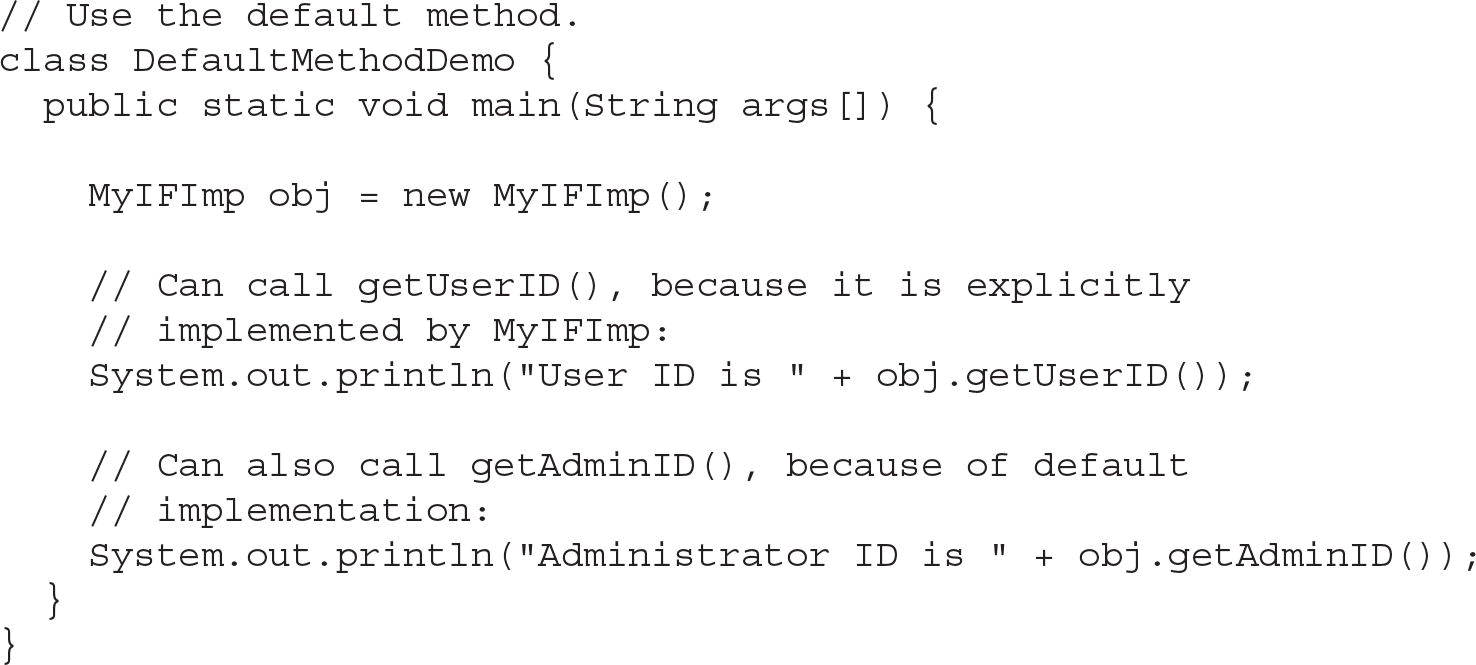 // Use the default method.
class DefaultMethodDemo {
  public static void main(String args[]) {

    MyIFImp obj = new MyIFImp();

    // Can call getUserID(), because it is explicitly
    // implemented by MyIFImp:
    System.out.println("User ID is " + obj.getUserID());

    // Can also call getAdminID(), because of default
    // implementation:
    System.out.println("Administrator ID is " + obj.getAdminID());
  }
}